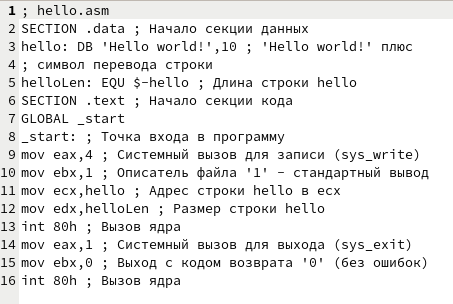 1 ; hello.asm
2 SECTION .data ; Начало секции данных
3 hello: DB 'Hello world!',10 ; 'Hello world!' плюс
4 ; символ перевода строки
5 helloLen: EQU $-hello ; Длина строки hello
6 SECTION .text ; Начало секции кода
7 GLOBAL _start
8 _start: ; Точка входа в программу
9 mov eax,4 ; Системный вызов для записи (sys_write)
10 mov ebx,1 ; Описатель файла '1' - стандартный вывод
11 mov ecx,hello ; Адрес строки hello в ecx
12 mov edx,helloLen ; Размер строки hello
13 int 80h ; Вызов ядра
14 mov eax,1 ; Системный вызов для выхода (sys_exit)
15 mov ebx,0 ; Выход с кодом возврата '0' (без ошибок)
16 int 80h ; Вызов ядра